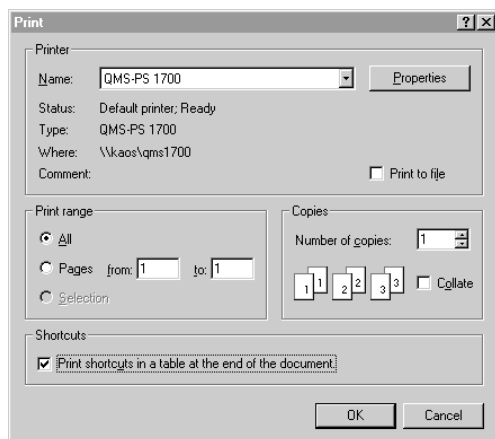 Print
Printer
Name: QMS-PS 1700 Properties
Status: Default printer; Ready
Type: QMS-PS 1700
Where: \\kaos\qms1700
Comment: Print to file
Print range
All
Pages from: 1 to: 1
Selection
Copies
Number of copies: 1
1 1 2 2 3 3 Collate
Shortcuts
Print shortcuts in a table at the end of the document.
OK Cancel